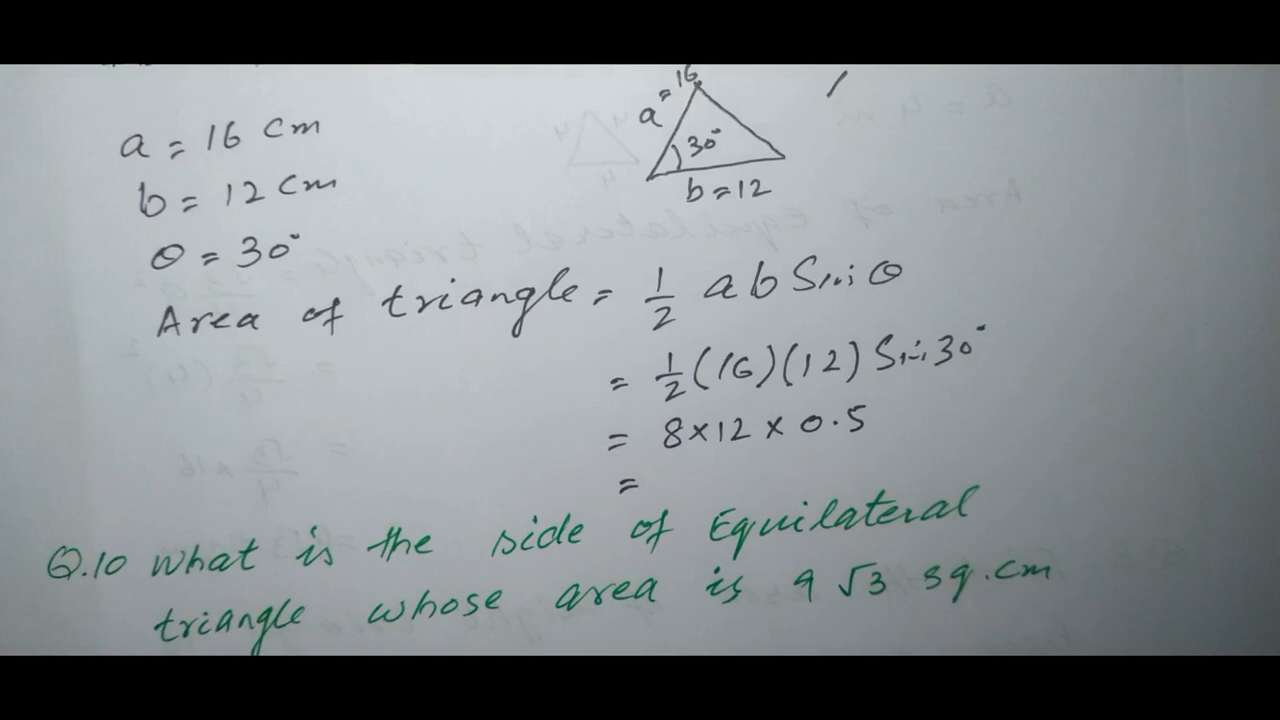 a = 16
30°
b = 12
a = 16 cm
b = 12 cm
θ = 30°
Area of triangle = 1/2 a b Sin θ
= 1/2 (16)(12) Sin 30°
= 8 × 12 × 0.5
=
Q.10 What is the side of Equilateral
triangle whose area is 9 √3 sq.cm